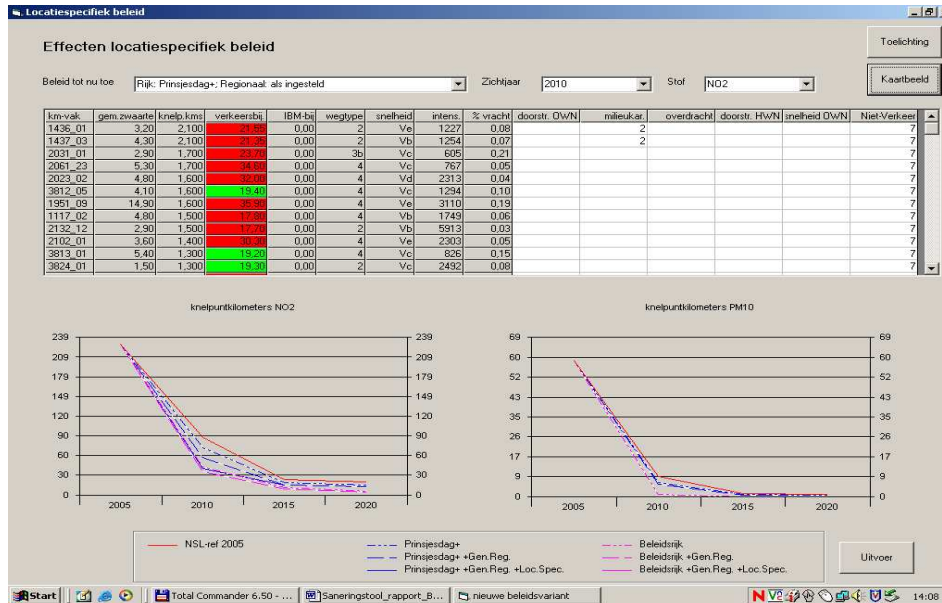 Locatiespecifiek beleid
Effecten locatiespecifiek beleid
Toelichting
Beleid tot nu toe Rijk: Prinsjesdag+; Regionaal: als ingesteld Zichtjaar 2010 Stof NO2 Kaartbeeld
km-vak gem.zwaarte knelp.kms verkeersbij. IBM-bij wegtype snelheid intens. % vracht doorstr. OWN milieukar. overdracht doorstr. HWN snelheid OWN Niet-Verkeer
1436_01 3,20 2,100 21,55 0,00 2 Ve 1227 0,08 2 7
1437_03 4,30 2,100 21,35 0,00 2 Vb 1254 0,07 2 7
2031_01 2,90 1,700 23,70 0,00 3b Vc 605 0,21 7
2061_23 5,30 1,700 34,60 0,00 4 Vc 767 0,05 7
2023_02 4,80 1,600 32,00 0,00 4 Vd 2313 0,04 7
3812_05 4,10 1,600 19,40 0,00 4 Vc 1294 0,10 7
1951_09 14,90 1,600 35,90 0,00 4 Ve 3110 0,19 7
1117_02 4,80 1,500 17,80 0,00 4 Vb 1749 0,06 7
2132_12 2,90 1,500 17,70 0,00 2 Vb 5913 0,03 7
2102_01 3,60 1,400 30,30 0,00 4 Ve 2303 0,05 7
3813_01 5,40 1,300 19,20 0,00 4 Vc 826 0,15 7
3824_01 1,50 1,300 19,30 0,00 2 Vc 2492 0,08 7
knelpuntkilometers NO2
239 239
209 209
179 179
149 149
120 120
90 90
60 60
30 30
0 0
2005 2010 2015 2020
knelpuntkilometers PM10
69 69
60 60
52 52
43 43
35 35
26 26
17 17
9 9
0 0
2005 2010 2015 2020
NSL-ref 2005 Prinsjesdag+ Beleidsrijk
Prinsjesdag+ +Gen.Reg. Beleidsrijk +Gen.Reg.
Prinsjesdag+ +Gen.Reg. +Loc.Spec. Beleidsrijk +Gen.Reg. +Loc.Spec.
Uitvoer
Start Total Commander 6.50 - ... Saneringstool_rapport_B... nieuwe beleidsvariant 14:08